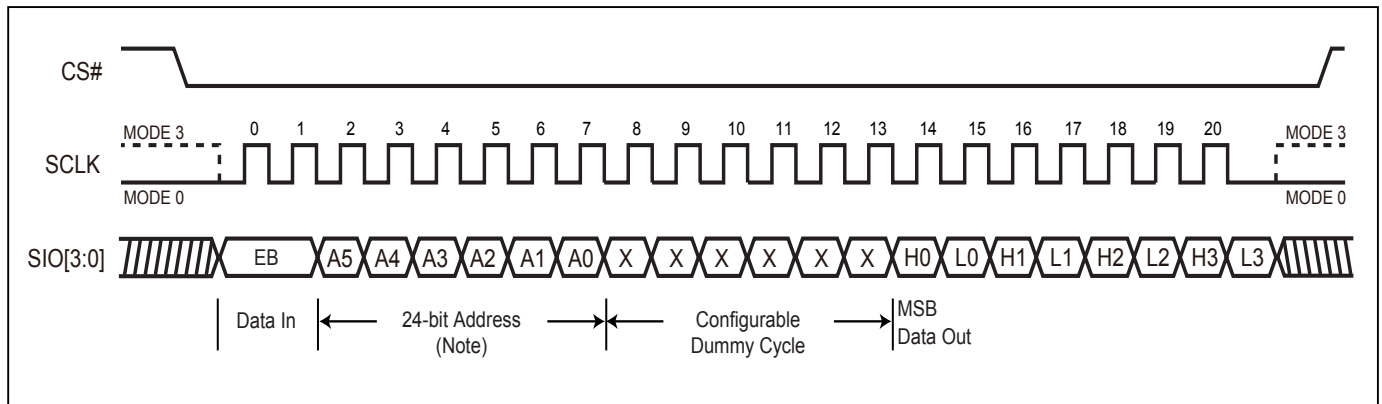 CS#
MODE 3
0 1 2 3 4 5 6 7 8 9 10 11 12 13 14 15 16 17 18 19 20
MODE 3
SCLK
MODE 0
MODE 0
SIO[3:0]
EB A5 A4 A3 A2 A1 A0 X X X X X X H0 L0 H1 L1 H2 L2 H3 L3
Data In
24-bit Address
(Note)
Configurable
Dummy Cycle
MSB
Data Out